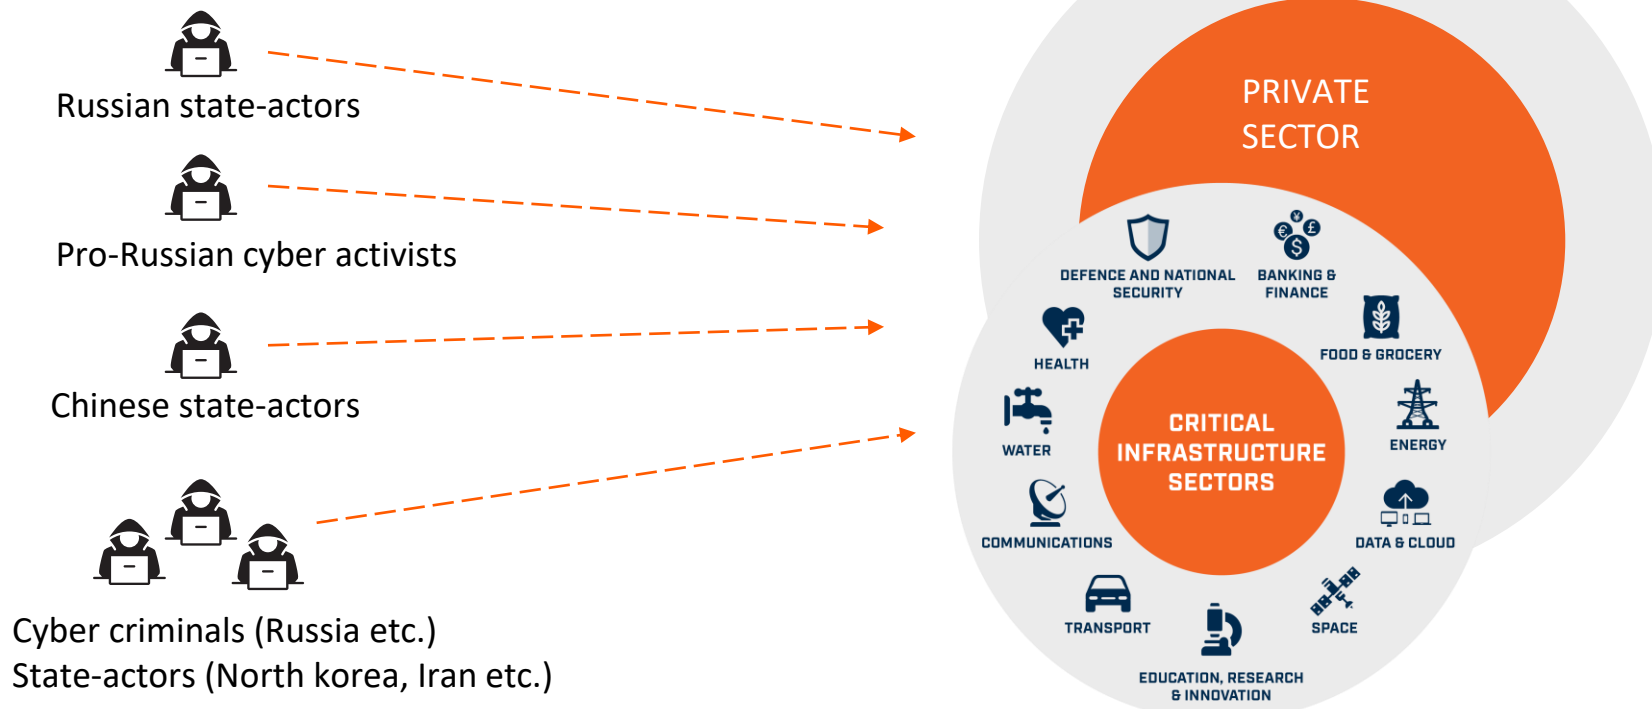 Russian state-actors
Pro-Russian cyber activists
Chinese state-actors
Cyber criminals (Russia etc.)
State-actors (North korea, Iran etc.)
PRIVATE
SECTOR
DEFENCE AND NATIONAL
SECURITY
BANKING &
FINANCE
HEALTH
FOOD & GROCERY
WATER
ENERGY
CRITICAL
INFRASTRUCTURE
SECTORS
COMMUNICATIONS
DATA & CLOUD
TRANSPORT
SPACE
EDUCATION, RESEARCH
& INNOVATION